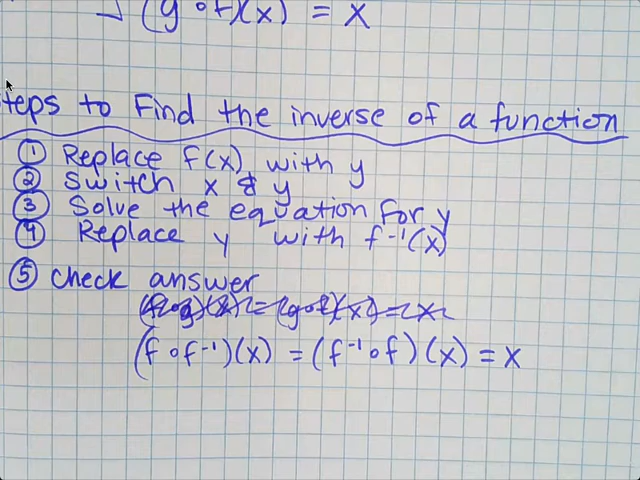 → (g∘f)(x) = x
teps to Find the inverse of a function
① Replace f(x) with y
② Switch x & y
③ Solve the equation for y
④ Replace y with f⁻¹(x)
⑤ Check answer
(f∘g)(x) = (g∘f)(x) = x
(f∘f⁻¹)(x) = (f⁻¹∘f)(x) = x